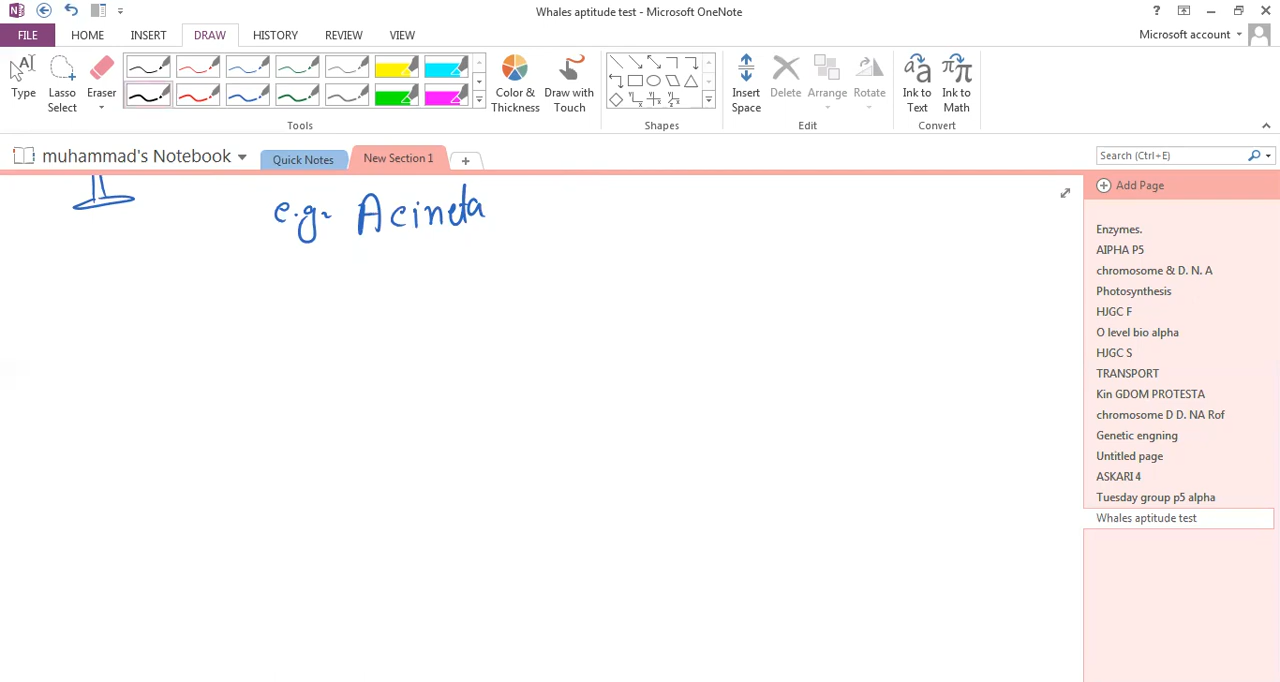 Whales aptitude test - Microsoft OneNote
?
FILE HOME INSERT DRAW HISTORY REVIEW VIEW
Microsoft account
Type
Lasso Select
Eraser
Color & Thickness
Draw with Touch
Insert Space
Delete
Arrange
Rotate
Ink to Text
Ink to Math
Tools Shapes Edit Convert
muhammad's Notebook Quick Notes New Section 1 +
Search (Ctrl+E)
Add Page
e.g. Acineta
Enzymes.
AIPHA P5
chromosome & D. N. A
Photosynthesis
HJGC F
O level bio alpha
HJGC S
TRANSPORT
Kin GDOM PROTESTA
chromosome D D. NA Rof
Genetic engning
Untitled page
ASKARI 4
Tuesday group p5 alpha
Whales aptitude test